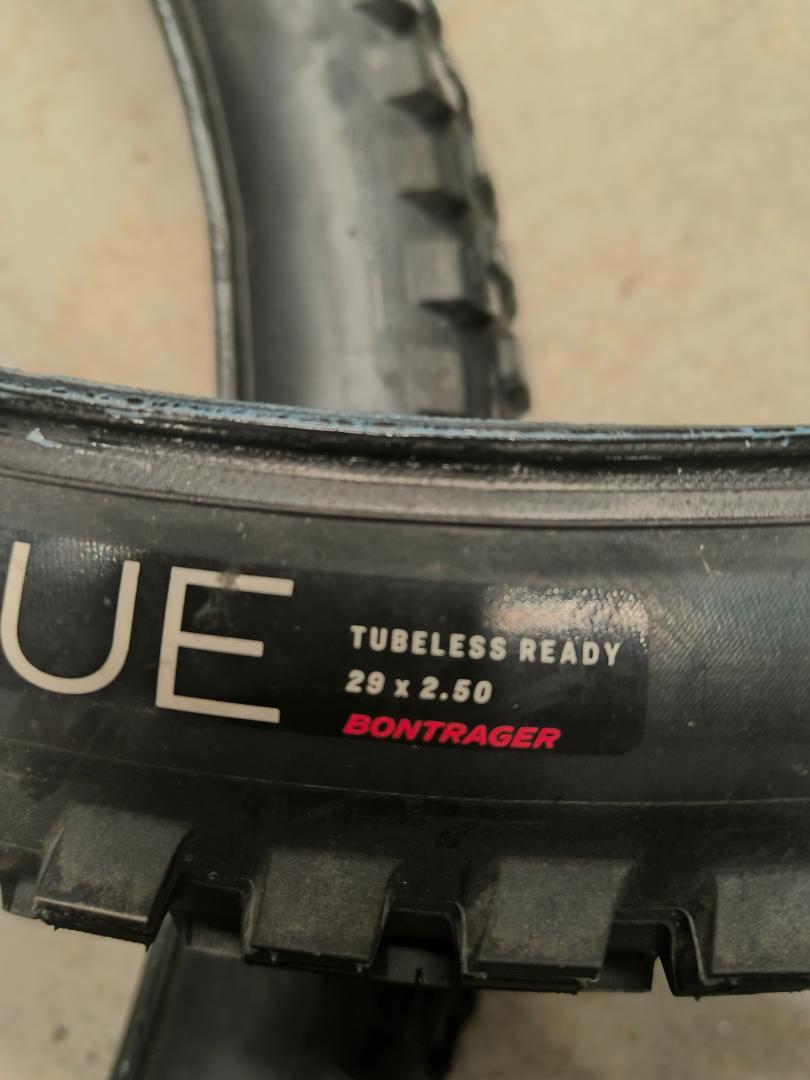 UE
TUBELESS READY
29 x 2.50
BONTRAGER